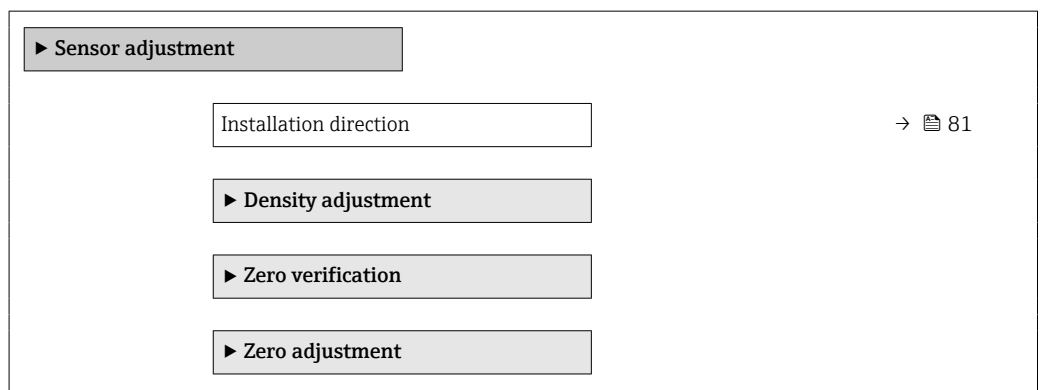 ▶ Sensor adjustment
Installation direction → 81
▶ Density adjustment
▶ Zero verification
▶ Zero adjustment